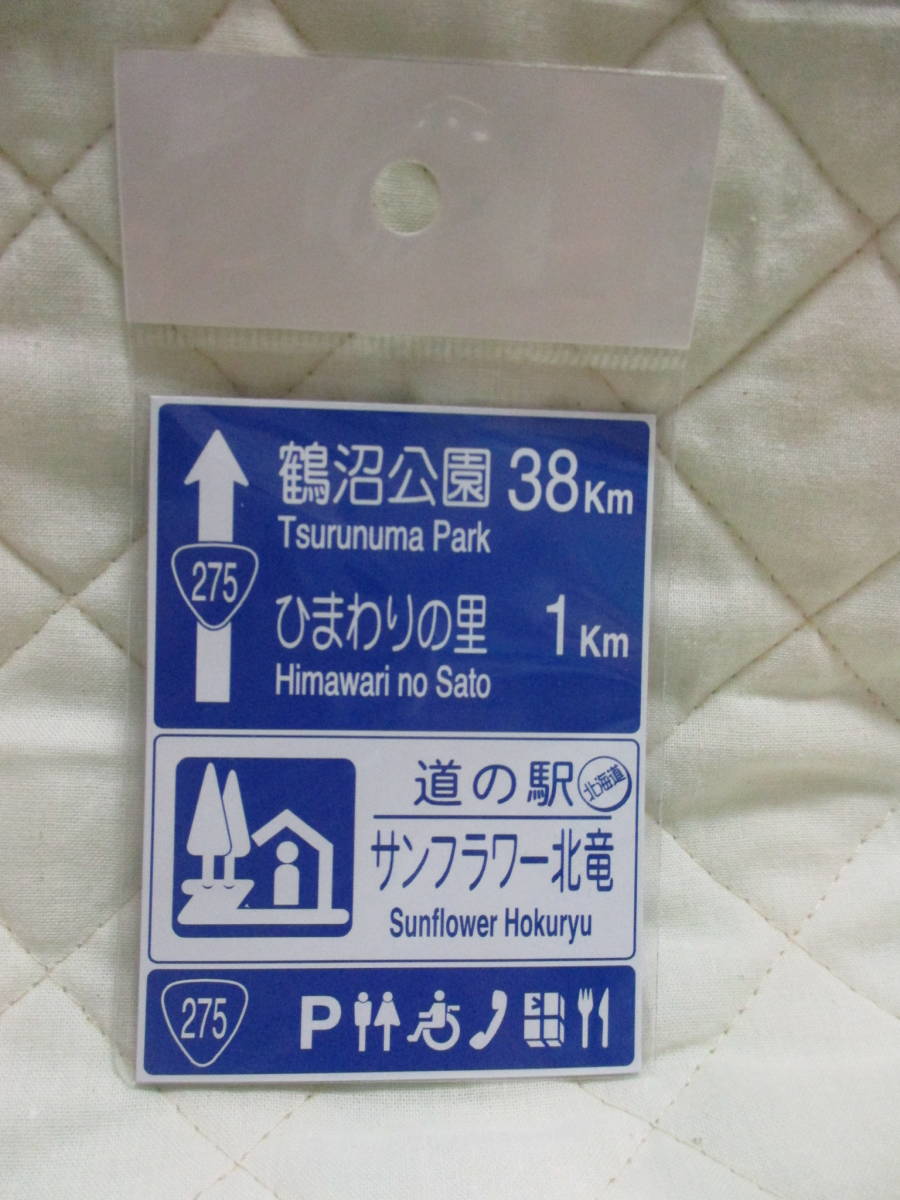 鶴沼公園 38Km
Tsurunuma Park
275
ひまわりの里 1Km
Himawari no Sato
道の駅 北海道
サンフラワー北竜
Sunflower Hokuryu
275 P